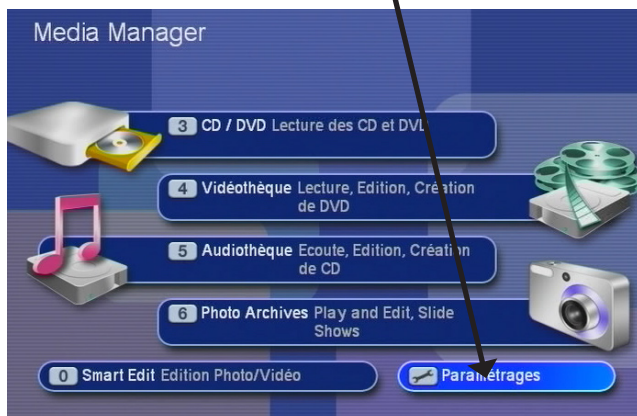 Media Manager
3 CD / DVD Lecture des CD et DVD
4 Vidéothèque Lecture, Edition, Création
de DVD
5 Audiothèque Ecoute, Edition, Création
de CD
6 Photo Archives Play and Edit, Slide
Shows
0 Smart Edit Edition Photo/Vidéo
Paramétrages